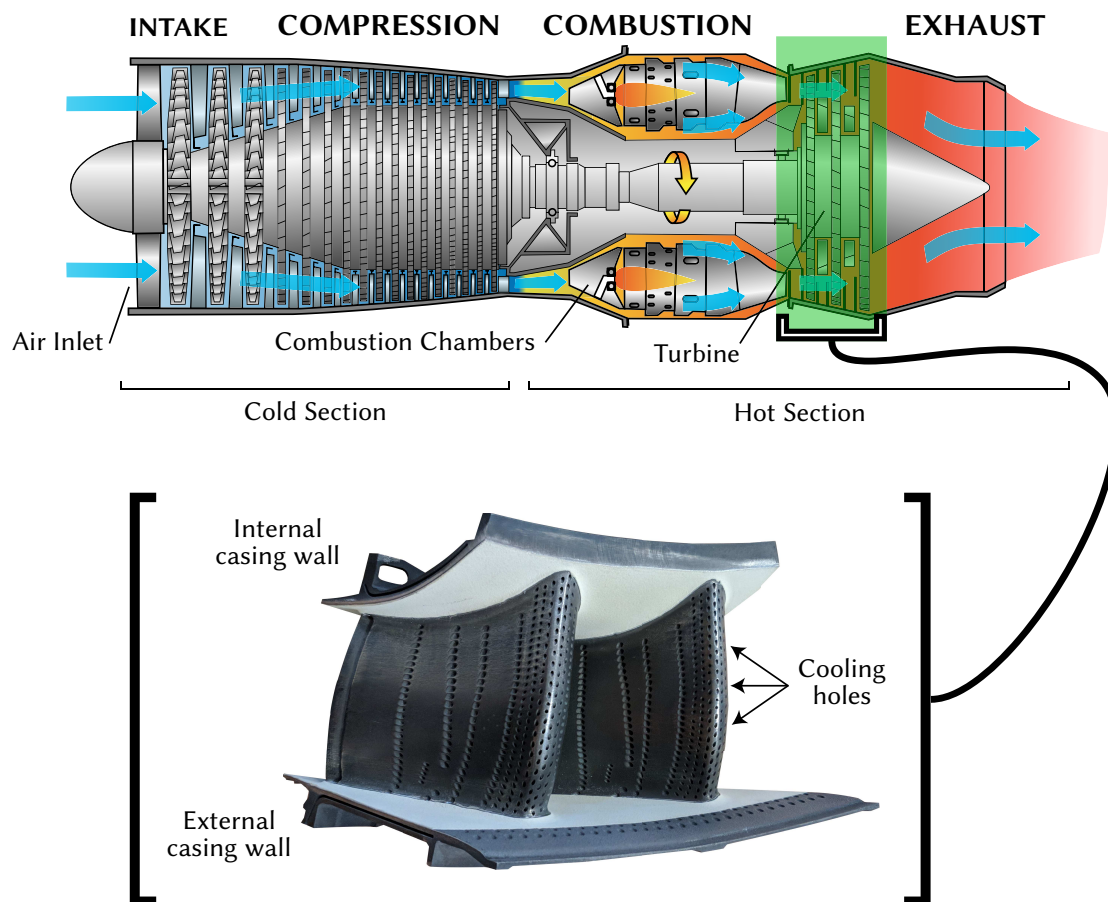 INTAKE
COMPRESSION
COMBUSTION
EXHAUST
Air Inlet
Combustion Chambers
Turbine
Cold Section
Hot Section
Internal
casing wall
Cooling
holes
External
casing wall